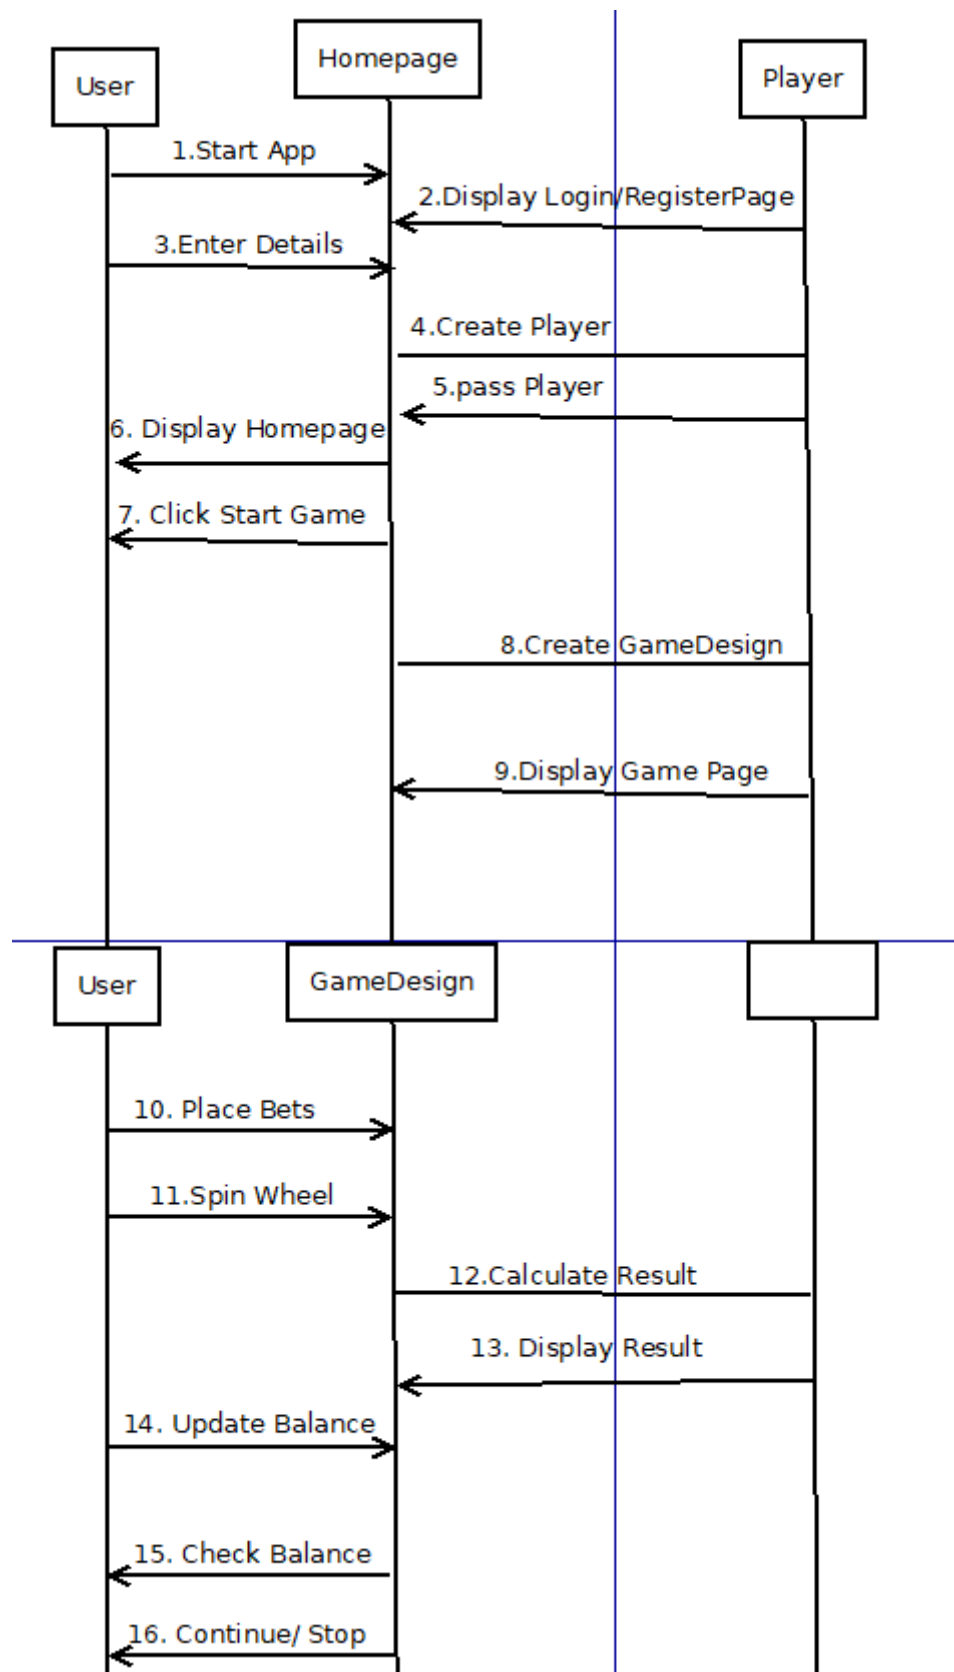 Homepage
User
Player
1.Start App
2.Display Login/RegisterPage
3.Enter Details
4.Create Player
5.pass Player
6. Display Homepage
7. Click Start Game
8.Create GameDesign
9.Display Game Page
User
GameDesign
10. Place Bets
11.Spin Wheel
12.Calculate Result
13. Display Result
14. Update Balance
15. Check Balance
16. Continue/ Stop